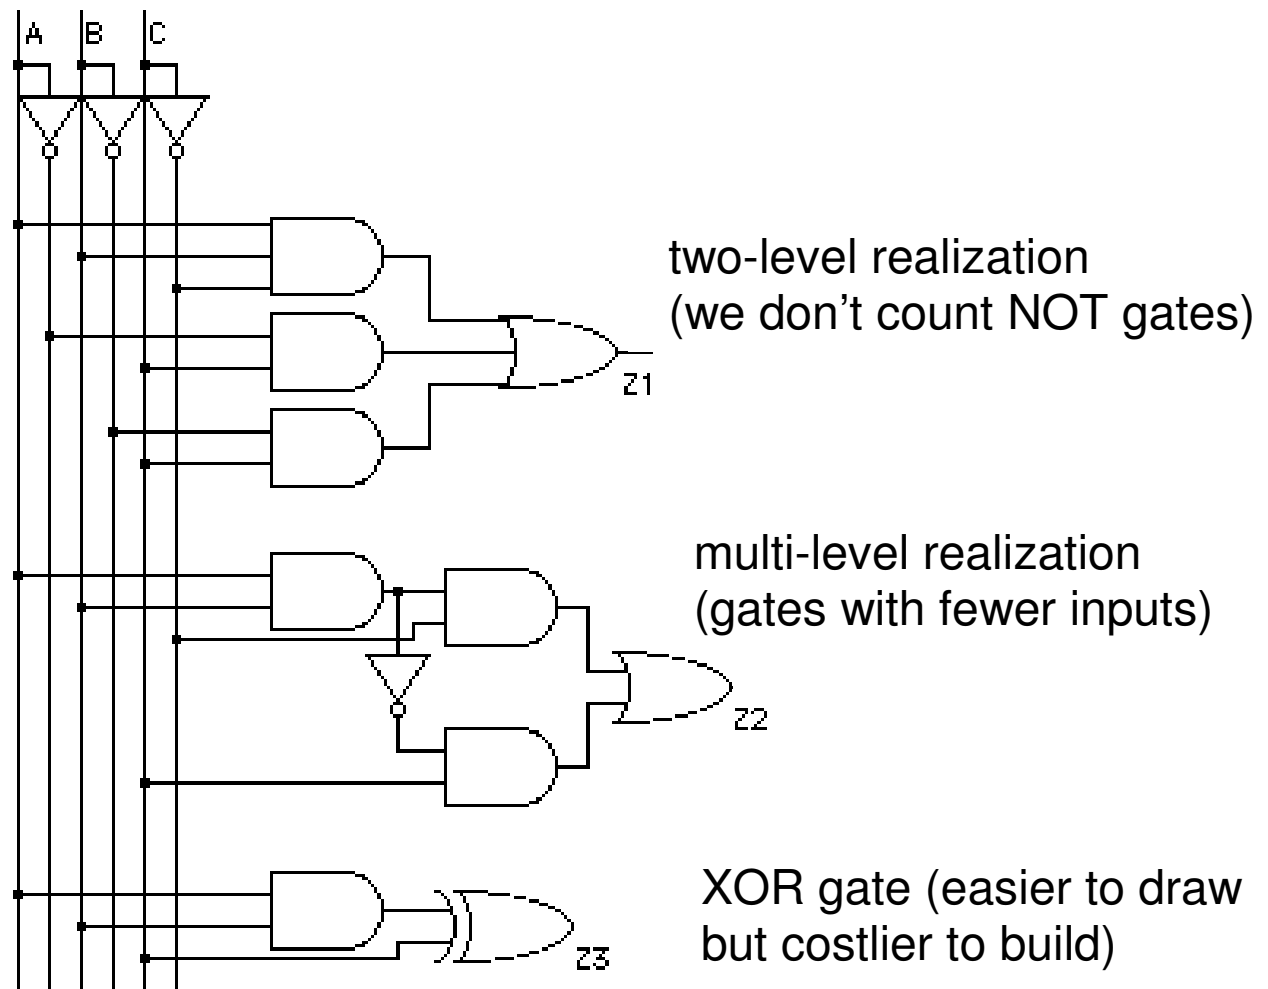 A B C
two-level realization
(we don't count NOT gates)
Z1
multi-level realization
(gates with fewer inputs)
Z2
XOR gate (easier to draw
but costlier to build)
Z3